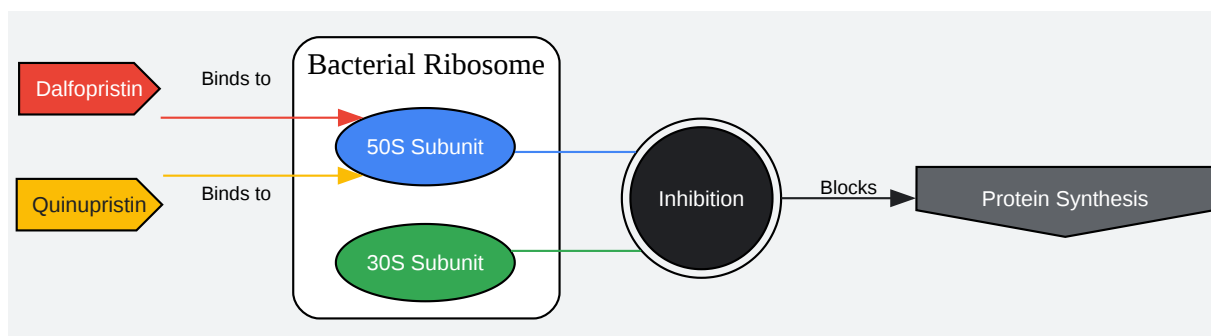 Bacterial Ribosome
Dalfopristin
Binds to
50S Subunit
Quinupristin
Binds to
30S Subunit
Inhibition
Blocks
Protein Synthesis